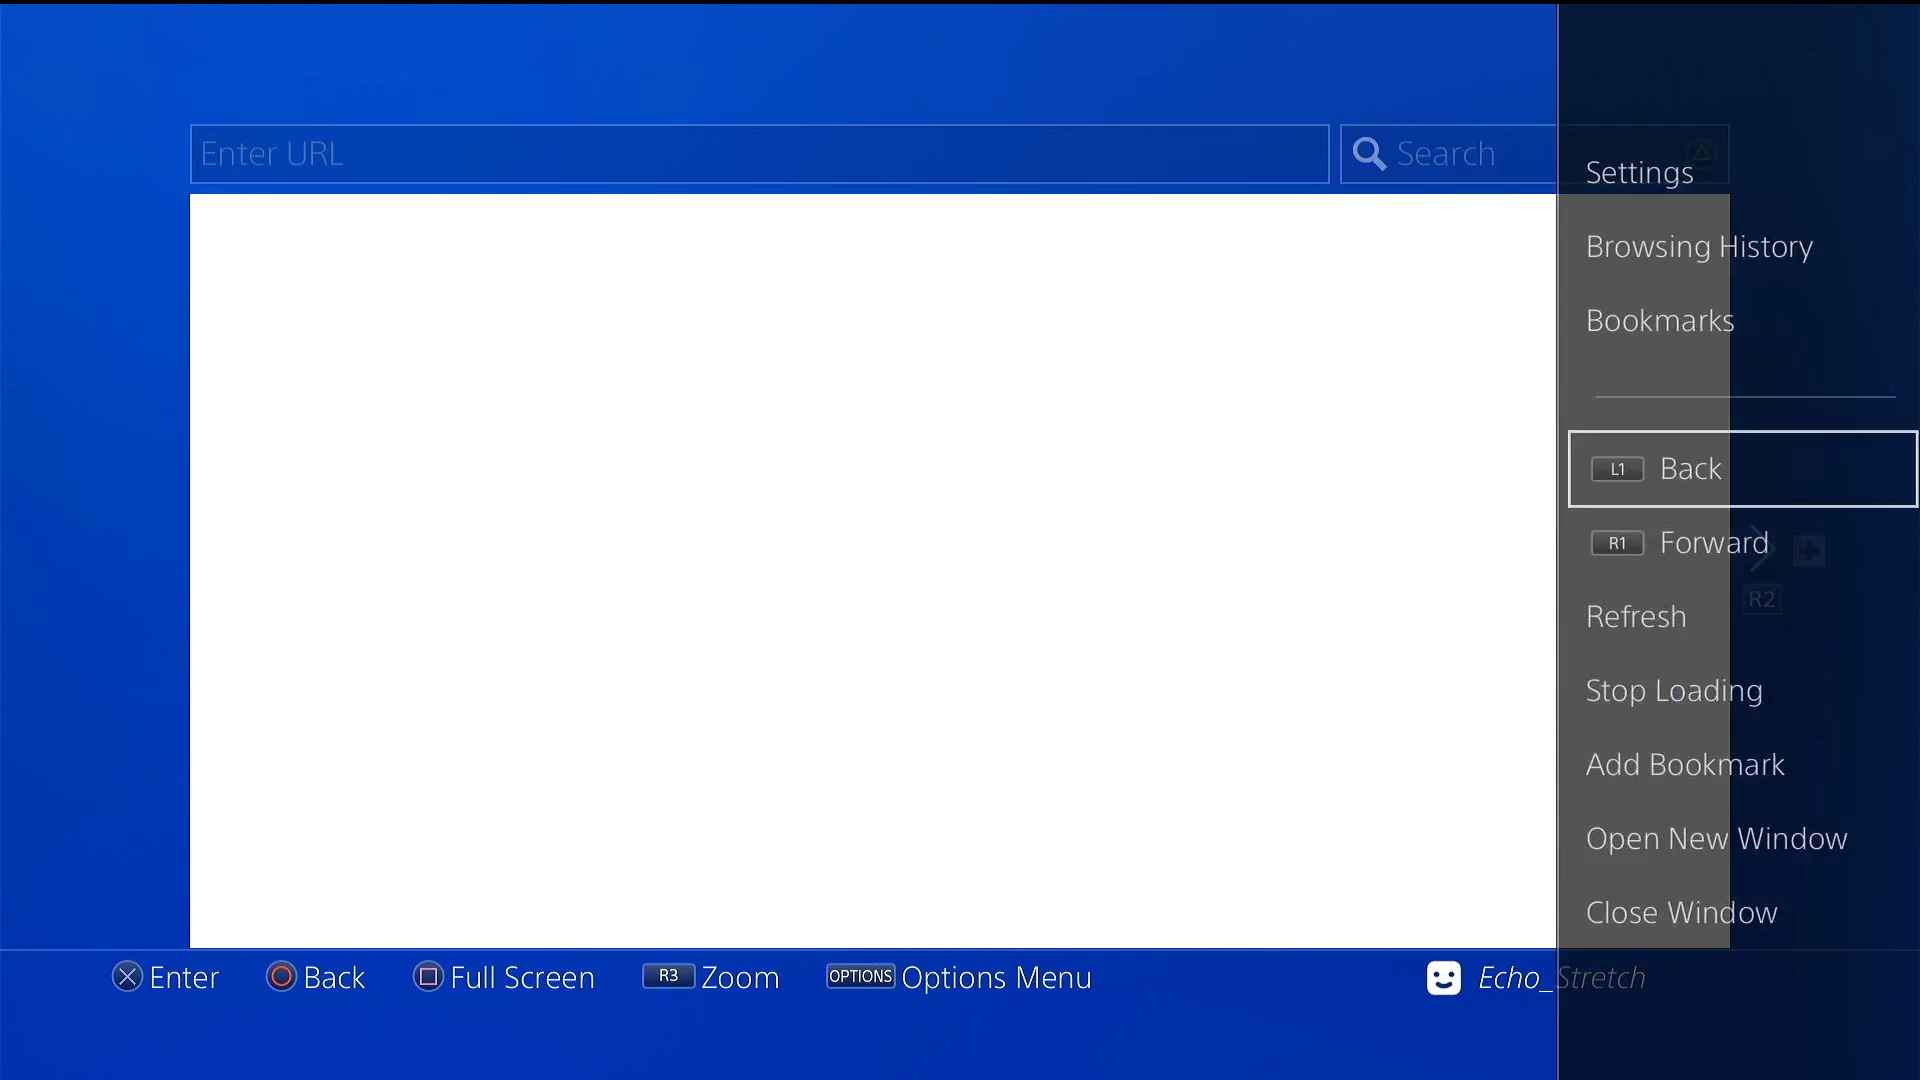 Enter URL
Search
Settings
Browsing History
Bookmarks
L1 Back
R1 Forward
R2
Refresh
Stop Loading
Add Bookmark
Open New Window
Close Window
Enter Back Full Screen R3 Zoom OPTIONS Options Menu Echo_Stretch